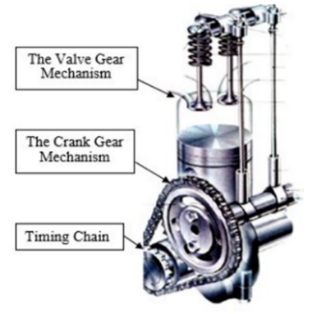 The Valve Gear
Mechanism
The Crank Gear
Mechanism
Timing Chain